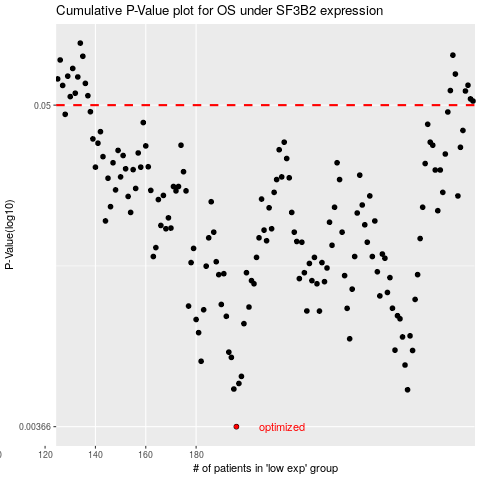 Cumulative P-Value plot for OS under SF3B2 expression
P-Value(log10)
0.05
0.00366
optimized
0 120 140 160 180
# of patients in 'low exp' group